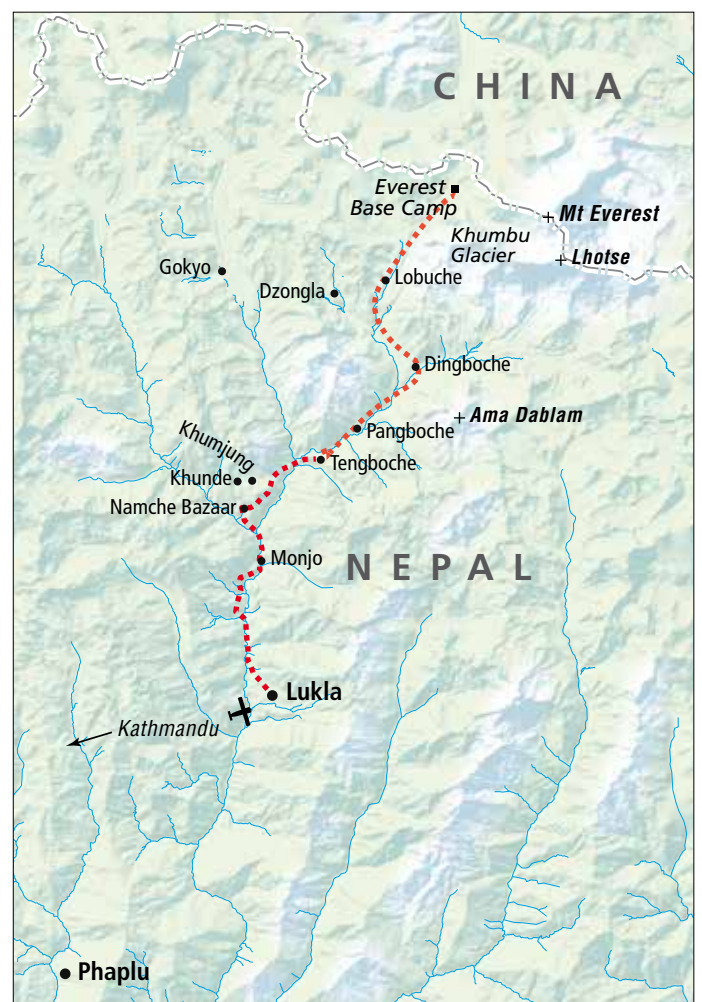 CHINA
Everest
Base Camp
Mt Everest
Khumbu
Glacier
Lhotse
Gokyo
Dzongla
Lobuche
Dingboche
Ama Dablam
Pangboche
Khumjung
Tengboche
Khunde
Namche Bazaar
Monjo
NEPAL
Lukla
Kathmandu
Phaplu